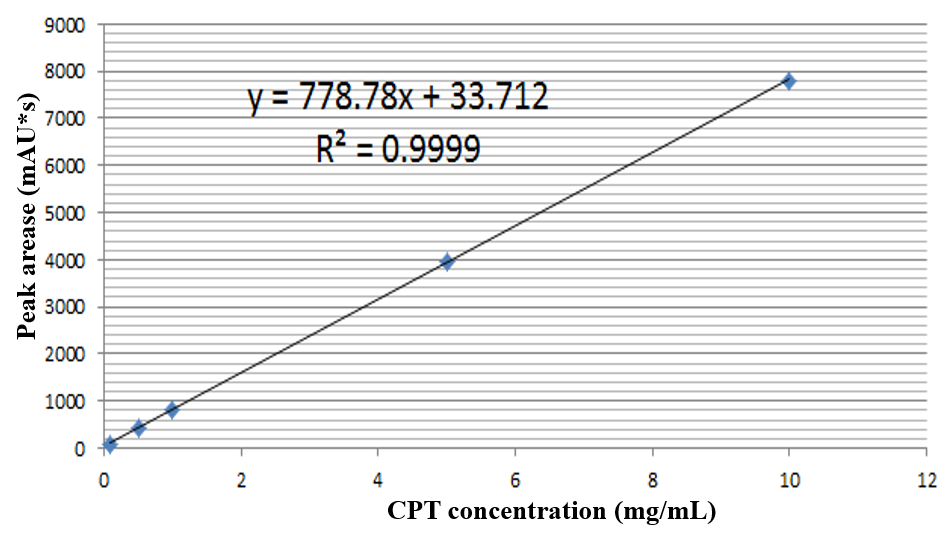 9000
8000
7000
6000
5000
4000
3000
2000
1000
0
Peak arease (mAU*s)
y = 778.78x + 33.712
R² = 0.9999
0 2 4 6 8 10 12
CPT concentration (mg/mL)